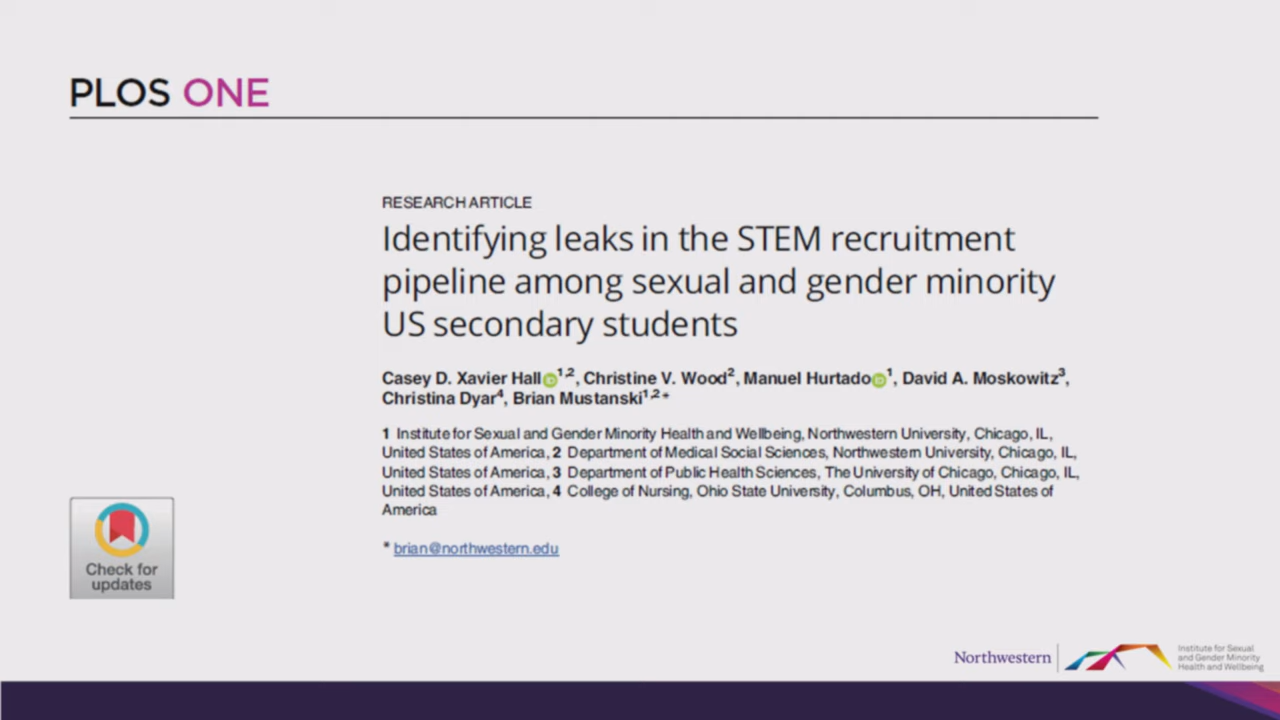 PLOS ONE
RESEARCH ARTICLE
Identifying leaks in the STEM recruitment
pipeline among sexual and gender minority
US secondary students
Casey D. Xavier Hall 1,2, Christine V. Wood2, Manuel Hurtado 1, David A. Moskowitz3,
Christina Dyar4, Brian Mustanski1,2*
1 Institute for Sexual and Gender Minority Health and Wellbeing, Northwestern University, Chicago, IL,
United States of America, 2 Department of Medical Social Sciences, Northwestern University, Chicago, IL,
United States of America, 3 Department of Public Health Sciences, The University of Chicago, Chicago, IL,
United States of America, 4 College of Nursing, Ohio State University, Columbus, OH, United States of
America
* brian@northwestern.edu
Check for
updates
Northwestern
Institute for Sexual
and Gender Minority
Health and Wellbeing